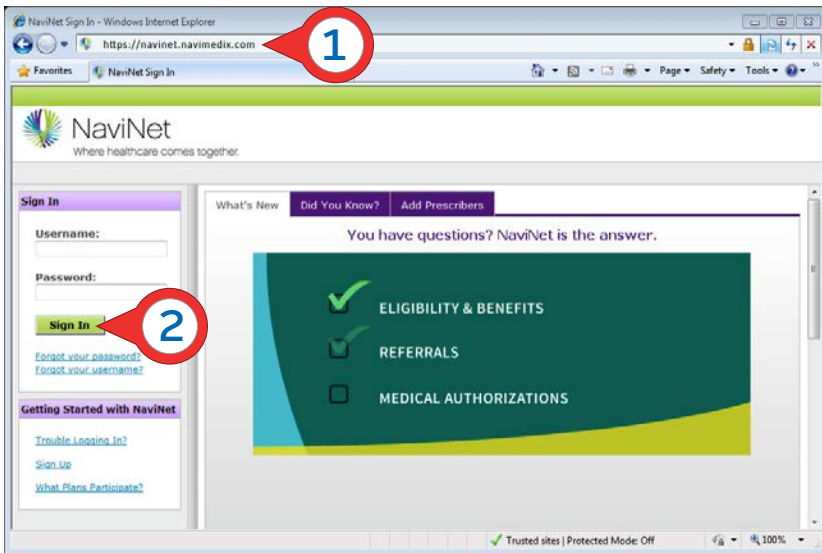 NaviNet Sign In - Windows Internet Explorer
https://navinet.navimedix.com
1
Favorites NaviNet Sign In Page Safety Tools
NaviNet
Where healthcare comes together.
Sign In
Username:
Password:
Sign In
2
Forgot your password?
Forgot your username?
Getting Started with NaviNet
Trouble Logging In?
Sign Up
What Plans Participate?
What's New Did You Know? Add Prescribers
You have questions? NaviNet is the answer.
ELIGIBILITY & BENEFITS
REFERRALS
MEDICAL AUTHORIZATIONS
Trusted sites | Protected Mode: Off 100%